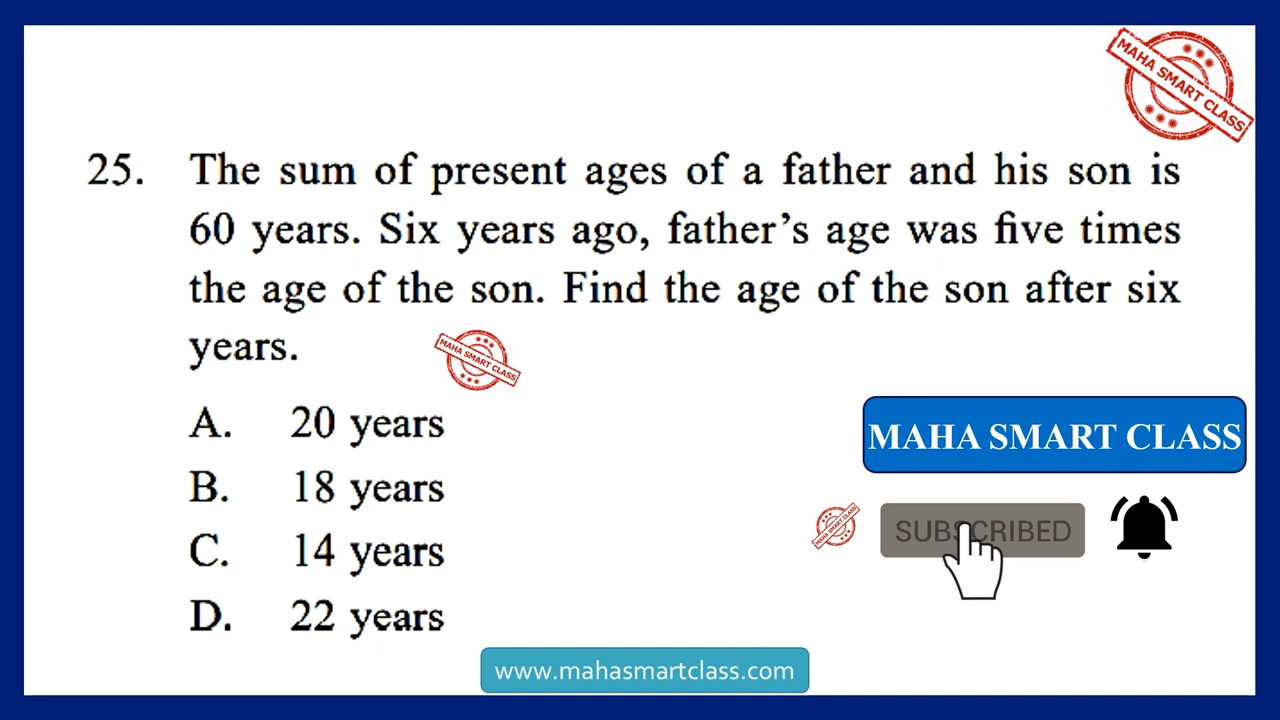 MAHA SMART CLASS
25. The sum of present ages of a father and his son is
60 years. Six years ago, father's age was five times
the age of the son. Find the age of the son after six
years.
MAHA SMART CLASS
A. 20 years
B. 18 years
C. 14 years
D. 22 years
MAHA SMART CLASS
MAHA SMART CLASS
SUBSCRIBED
www.mahasmartclass.com